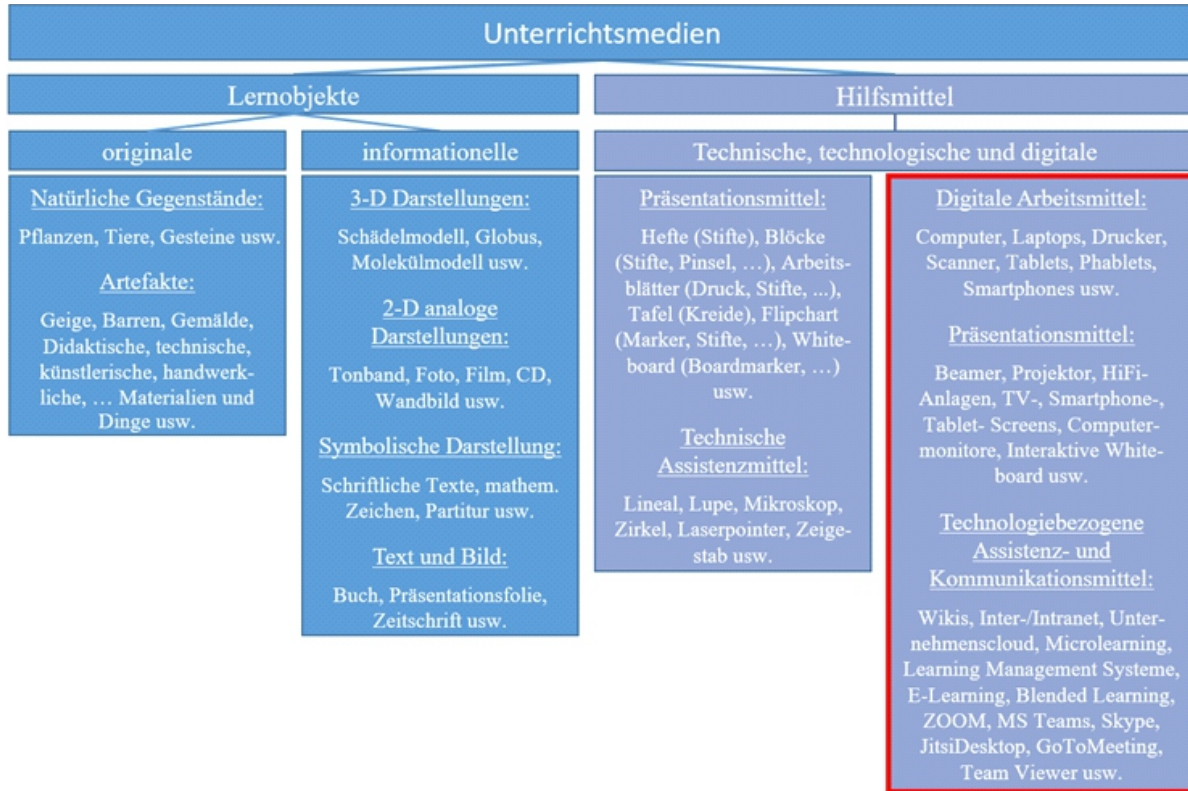 Unterrichtsmedien
Lernobjekte
Hilfsmittel
originale
informationelle
Technische, technologische und digitale
Natürliche Gegenstände:
Pflanzen, Tiere, Gesteine usw.
Artefakte:
Geige, Barren, Gemälde,
Didaktische, technische,
künstlerische, handwerk-
liche, … Materialien und
Dinge usw.
3-D Darstellungen:
Schädelmodell, Globus,
Molekülmodell usw.
2-D analoge
Darstellungen:
Tonband, Foto, Film, CD,
Wandbild usw.
Symbolische Darstellung:
Schriftliche Texte, mathem.
Zeichen, Partitur usw.
Text und Bild:
Buch, Präsentationsfolie,
Zeitschrift usw.
Präsentationsmittel:
Hefte (Stifte), Blöcke
(Stifte, Pinsel, …), Arbeits-
blätter (Druck, Stifte, ...),
Tafel (Kreide), Flipchart
(Marker, Stifte, …), White-
board (Boardmarker, …)
usw.
Technische
Assistenzmittel:
Lineal, Lupe, Mikroskop,
Zirkel, Laserpointer, Zeige-
stab usw.
Digitale Arbeitsmittel:
Computer, Laptops, Drucker,
Scanner, Tablets, Phablets,
Smartphones usw.
Präsentationsmittel:
Beamer, Projektor, HiFi-
Anlagen, TV-, Smartphone-,
Tablet- Screens, Computer-
monitore, Interaktive White-
board usw.
Technologiebezogene
Assistenz- und
Kommunikationsmittel:
Wikis, Inter-/Intranet, Unter-
nehmenscloud, Microlearning,
Learning Management Systeme,
E-Learning, Blended Learning,
ZOOM, MS Teams, Skype,
JitsiDesktop, GoToMeeting,
Team Viewer usw.